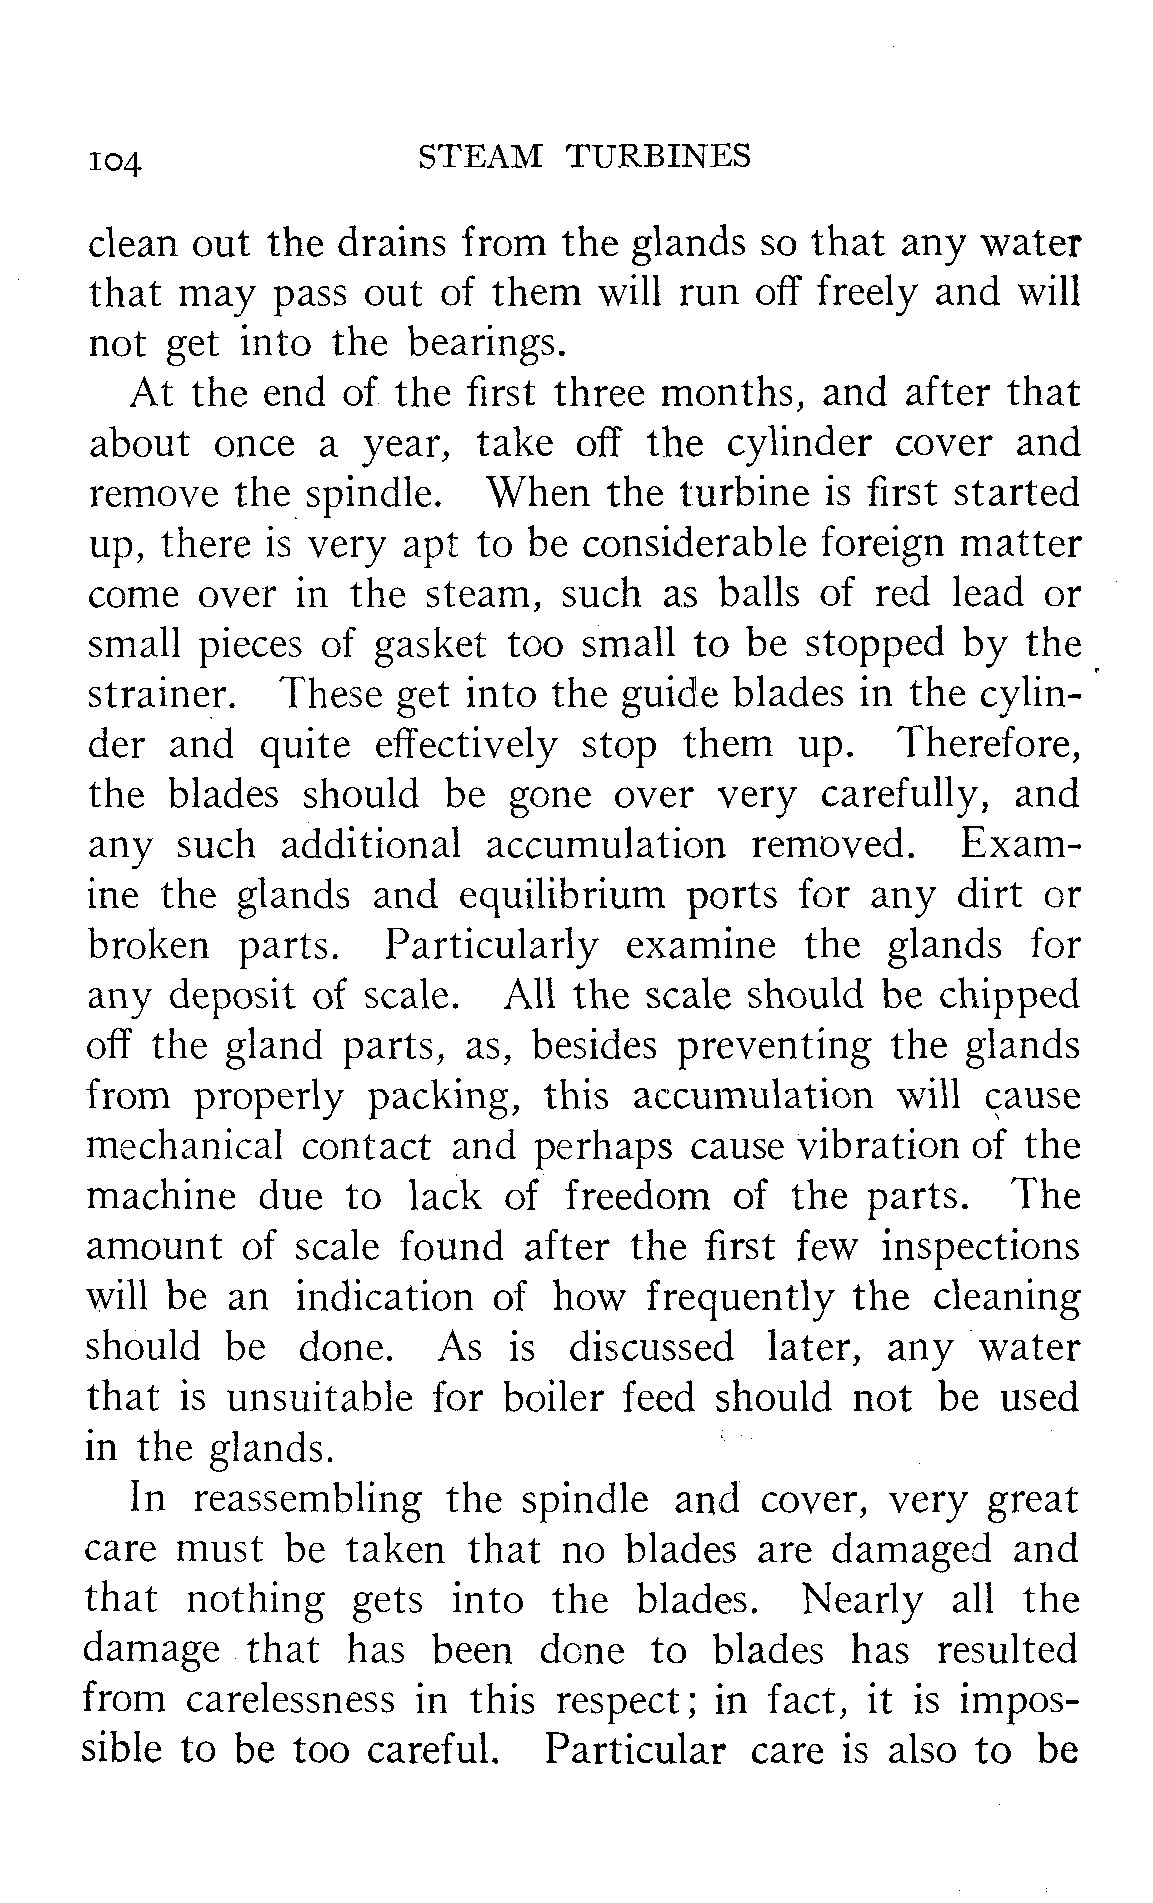 104 STEAM TURBINES
clean out the drains from the glands so that any water
that may pass out of them will run off freely and will
not get into the bearings.
At the end of the first three months, and after that
about once a year, take off the cylinder cover and
remove the spindle. When the turbine is first started
up, there is very apt to be considerable foreign matter
come over in the steam, such as balls of red lead or
small pieces of gasket too small to be stopped by the
strainer. These get into the guide blades in the cylin-
der and quite effectively stop them up. Therefore,
the blades should be gone over very carefully, and
any such additional accumulation removed. Exam-
ine the glands and equilibrium ports for any dirt or
broken parts. Particularly examine the glands for
any deposit of scale. All the scale should be chipped
off the gland parts, as, besides preventing the glands
from properly packing, this accumulation will cause
mechanical contact and perhaps cause vibration of the
machine due to lack of freedom of the parts. The
amount of scale found after the first few inspections
will be an indication of how frequently the cleaning
should be done. As is discussed later, any water
that is unsuitable for boiler feed should not be used
in the glands.
In reassembling the spindle and cover, very great
care must be taken that no blades are damaged and
that nothing gets into the blades. Nearly all the
damage that has been done to blades has resulted
from carelessness in this respect; in fact, it is impos-
sible to be too careful. Particular care is also to be